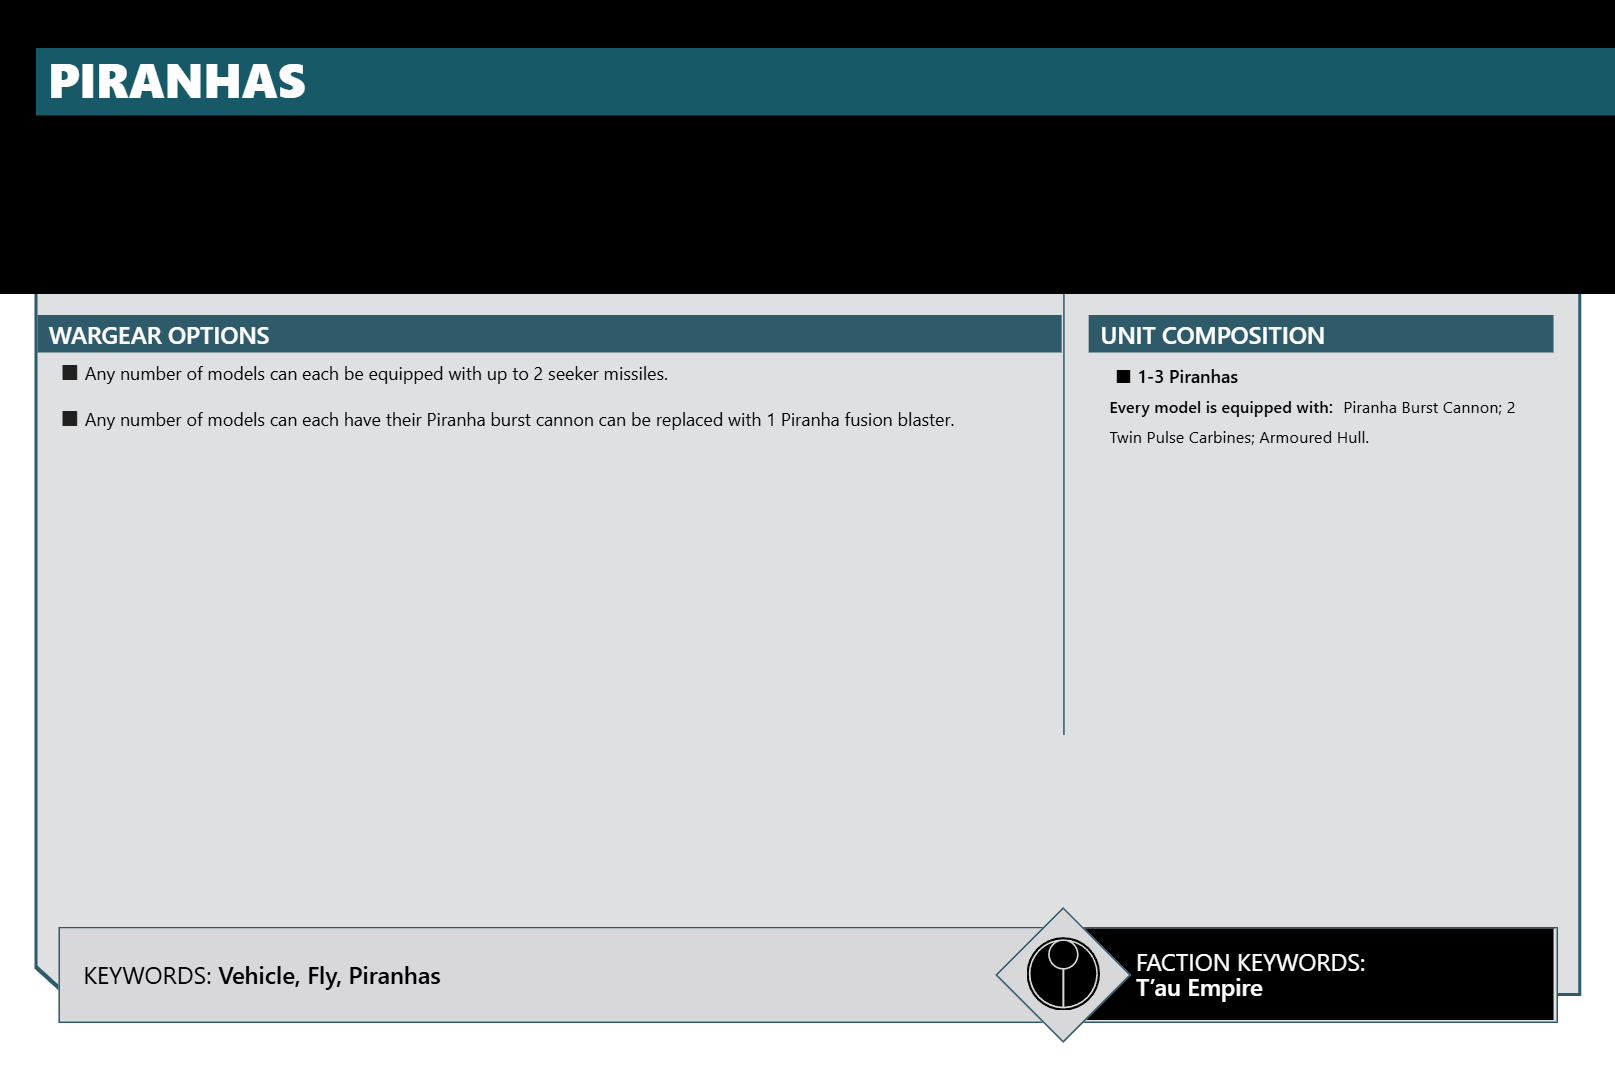 PIRANHAS
WARGEAR OPTIONS
■ Any number of models can each be equipped with up to 2 seeker missiles.
■ Any number of models can each have their Piranha burst cannon can be replaced with 1 Piranha fusion blaster.
UNIT COMPOSITION
■ 1-3 Piranhas
Every model is equipped with: Piranha Burst Cannon; 2
Twin Pulse Carbines; Armoured Hull.
KEYWORDS: Vehicle, Fly, Piranhas
FACTION KEYWORDS:
T’au Empire